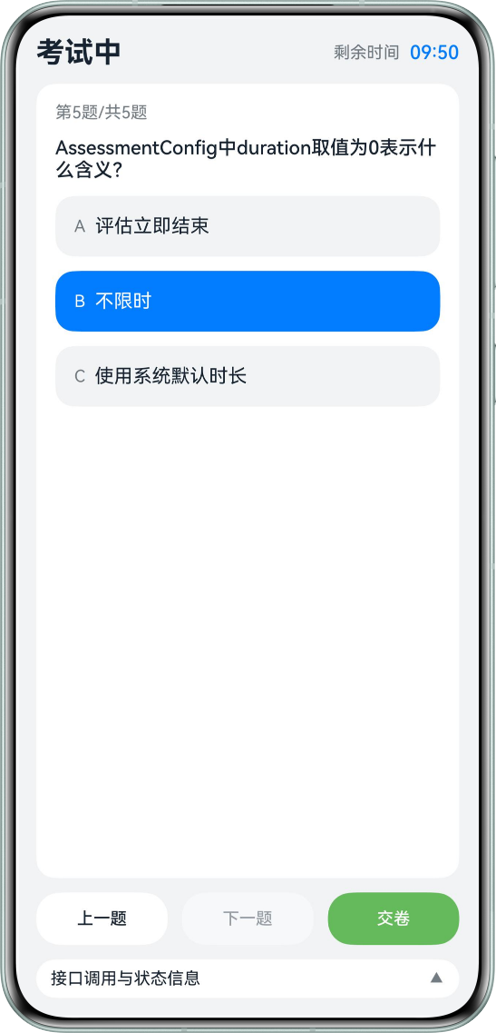 考试中
剩余时间 09:50
第5题/共5题
AssessmentConfig中duration取值为0表示什
么含义？
A 评估立即结束
B 不限时
C 使用系统默认时长
上一题
下一题
交卷
接口调用与状态信息